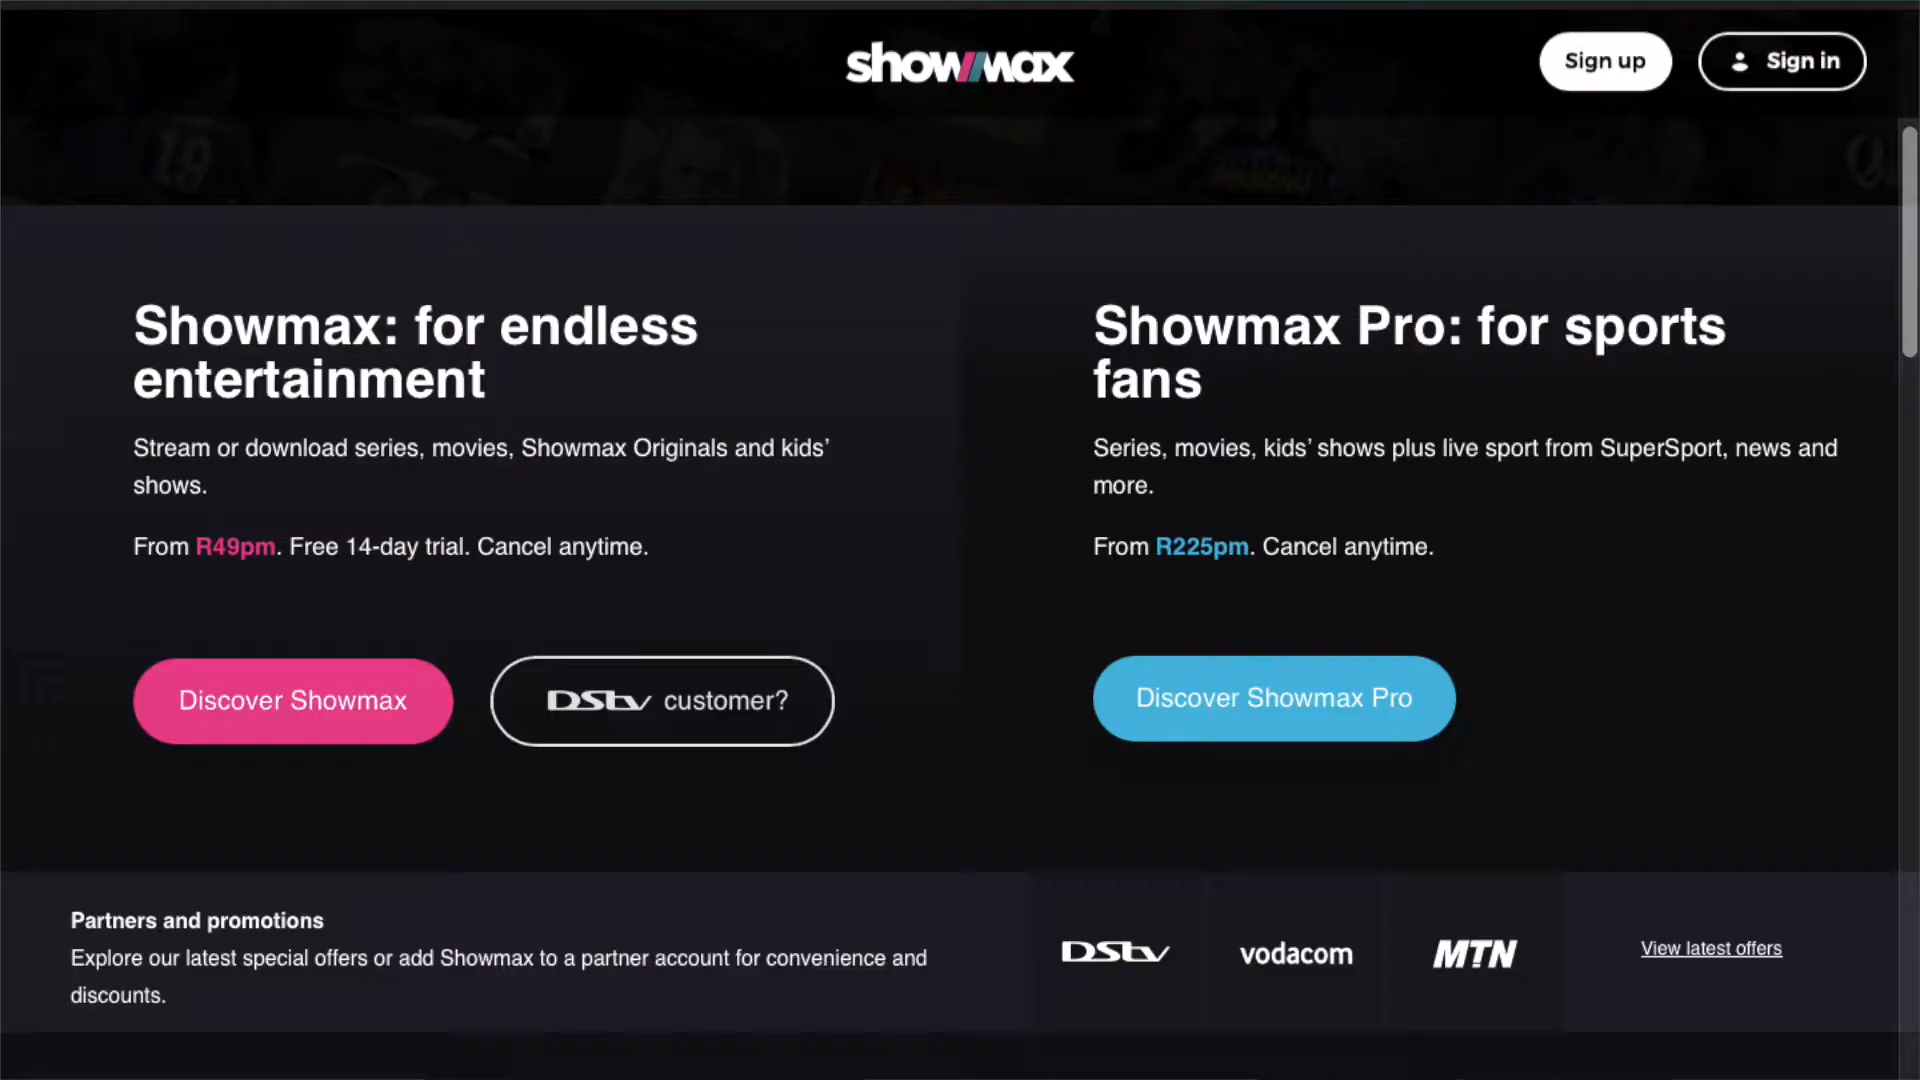 showmax
Sign up
Sign in
19
Showmax: for endless
entertainment
Stream or download series, movies, Showmax Originals and kids’
shows.
From R49pm. Free 14-day trial. Cancel anytime.
Discover Showmax
DStv customer?
Showmax Pro: for sports
fans
Series, movies, kids’ shows plus live sport from SuperSport, news and
more.
From R225pm. Cancel anytime.
Discover Showmax Pro
Partners and promotions
Explore our latest special offers or add Showmax to a partner account for convenience and
discounts.
DStv
vodacom
MTN
View latest offers